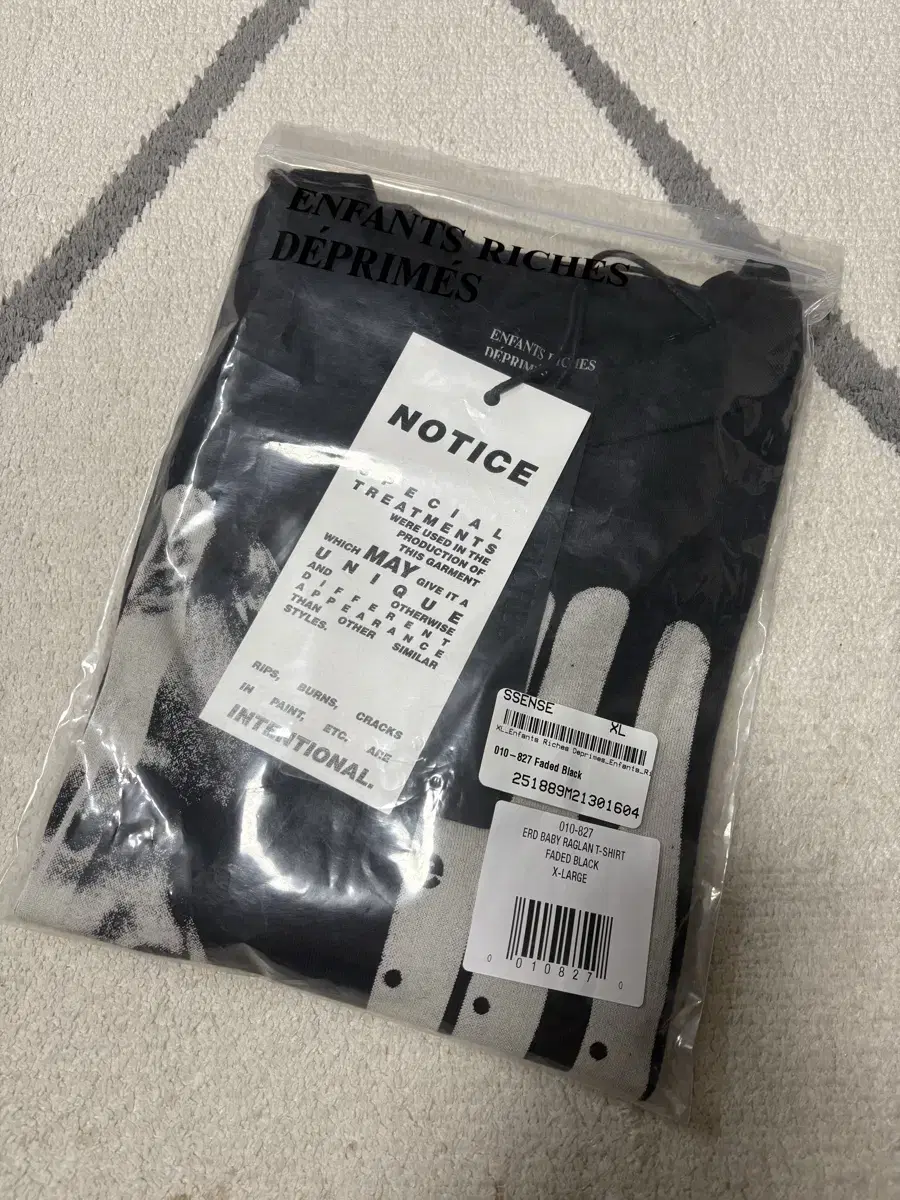 ENFANTS RICHES
DÉPRIMÉS
ENFANTS RICHES
DÉPRIMÉS
NOTICE
SPECIAL
TREATMENTS
WERE USED IN THE
PRODUCTION OF
THIS GARMENT
WHICH MAY GIVE IT A
UNIQUE
AND OTHERWISE
DIFFERENT
APPEARANCE
THAN OTHER SIMILAR
STYLES.
RIPS, BURNS, CRACKS
IN PAINT, ETC. ARE
INTENTIONAL.
SSENSE XL
XL_Enfants Riches Deprimes_Enfants_Ri
010-827 Faded Black
251889M21301604
010-827
ERD BABY RAGLAN T-SHIRT
FADED BLACK
X-LARGE
0 010827 0